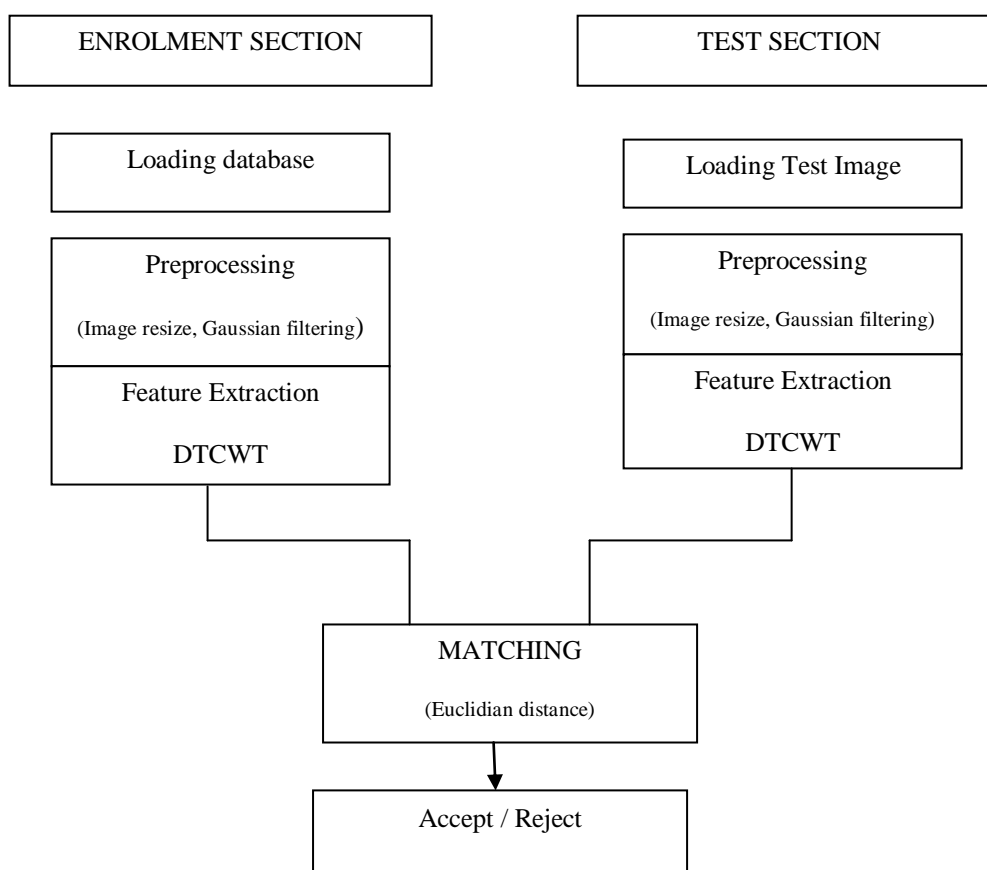 ENROLMENT SECTION
TEST SECTION
Loading database
Loading Test Image
Preprocessing
(Image resize, Gaussian filtering)
Preprocessing
(Image resize, Gaussian filtering)
Feature Extraction
DTCWT
Feature Extraction
DTCWT
MATCHING
(Euclidian distance)
Accept / Reject